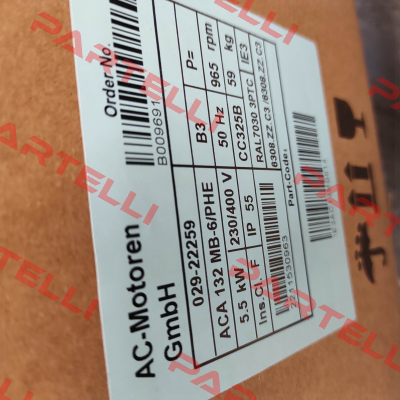 AC-Motoren
GmbH
Order No.
B009691
029-22259 B3 P=
ACA 132 MB-6/PHE 50 Hz 965 rpm
5.5 kW 230/400 V 59 kg
Ins.Cl. F IP 55 CC325B IE3
RAL7030 3PTC
6308.ZZ.C3 /6308.ZZ.C3
Part-Code:
2211530963
PARTELLI
PARTELLI
PARTELLI
PARTELLI
PARTELLI